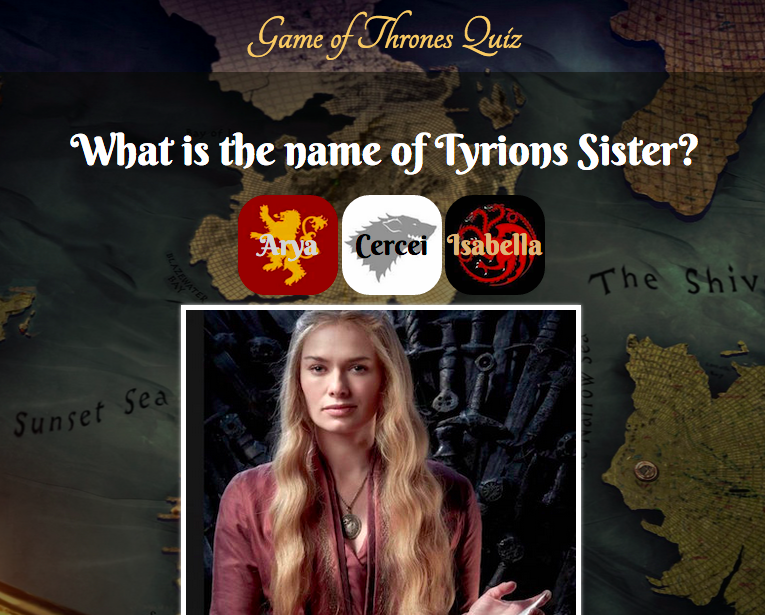 Game of Thrones Quiz
What is the name of Tyrions Sister?
Arya Cercei Isabella
The Shiv
Sunset Sea